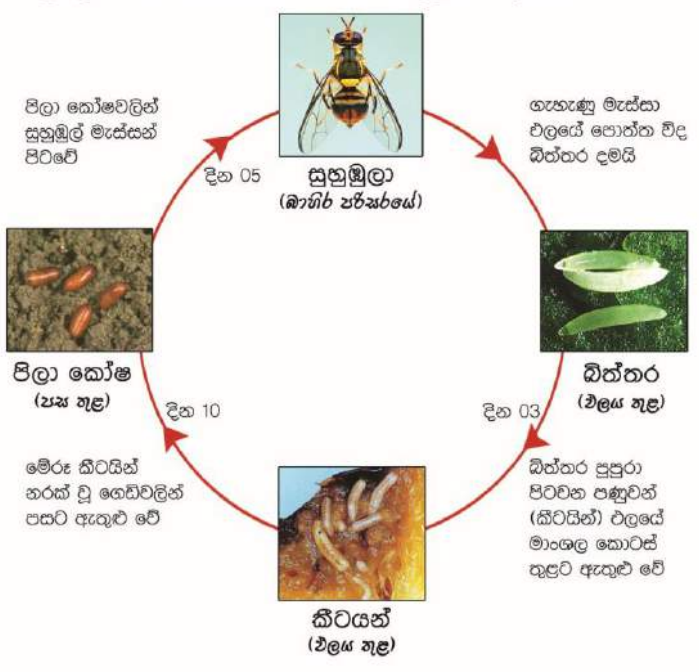 පිලා කෝෂවලින්
සුහුඹුල් මැස්සන්
පිටවේ
දින 05
සුහුඹුලා
(බාහිර පරිසරයේ)
ගැහැණු මැස්සා
ඵලයේ පොත්ත විද
බිත්තර දමයි
බිත්තර
(ඵලය තුළ)
දින 03
බිත්තර පුපුරා
පිටවන පණුවන්
(කීටයින්) ඵලයේ
මාංශල කොටස්
තුළට ඇතුළු වේ
කීටයන්
(ඵලය තුළ)
දින 10
මේරූ කීටයින්
නරක් වූ ගෙඩිවලින්
පසට ඇතුළු වේ
පිලා කෝෂ
(පස තුළ)